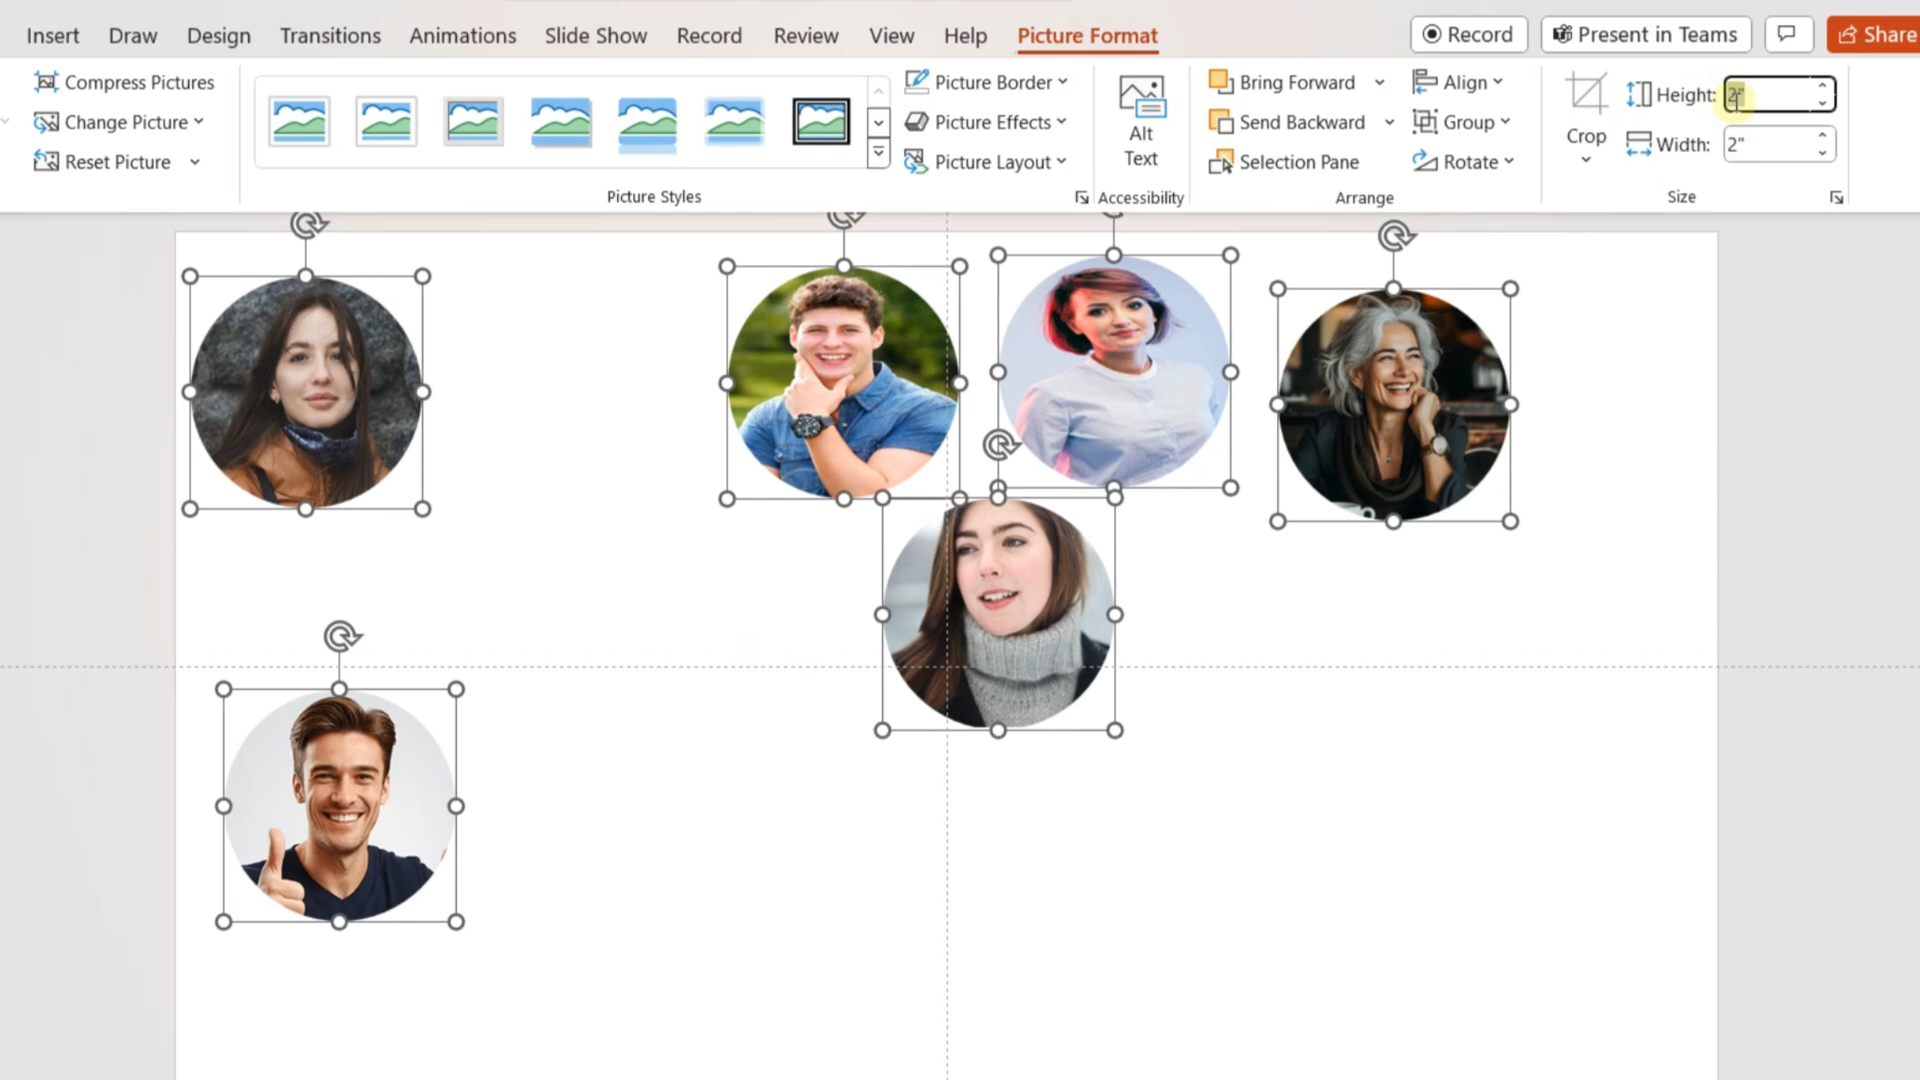 Insert Draw Design Transitions Animations Slide Show Record Review View Help Picture Format Record Present in Teams Share
Compress Pictures
Change Picture
Reset Picture
Picture Styles
Picture Border
Picture Effects
Picture Layout
Alt
Text
Accessibility
Bring Forward
Send Backward
Selection Pane
Align
Group
Rotate
Arrange
Crop
Height: 2"
Width: 2"
Size